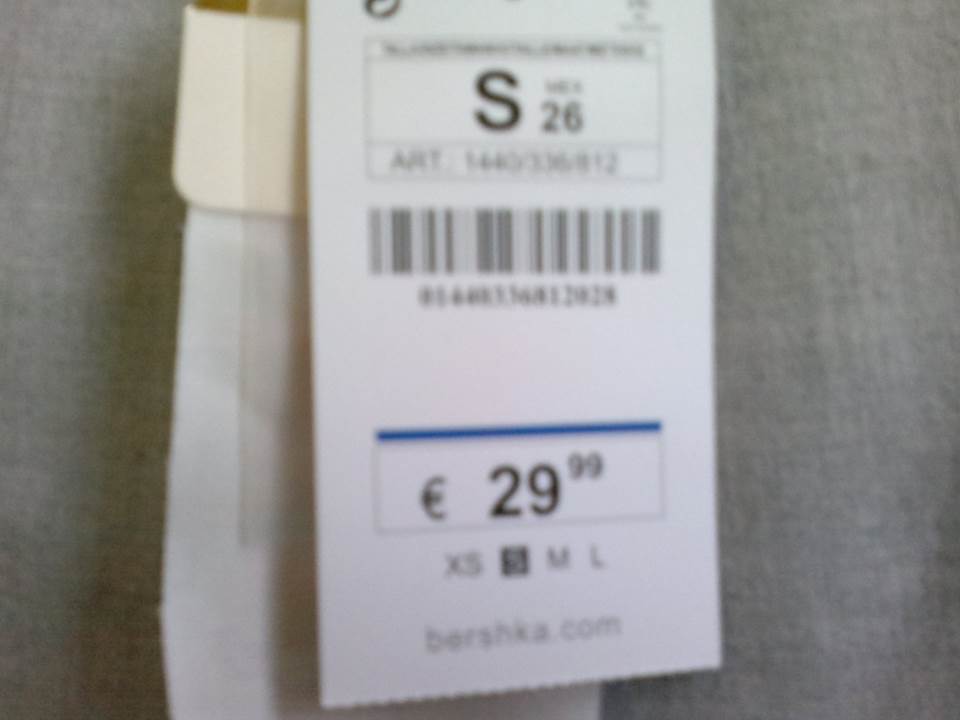 S
MEX
26
ART.: 1440/336/812
01440336812028
€ 29 99
XS S M L
bershka.com